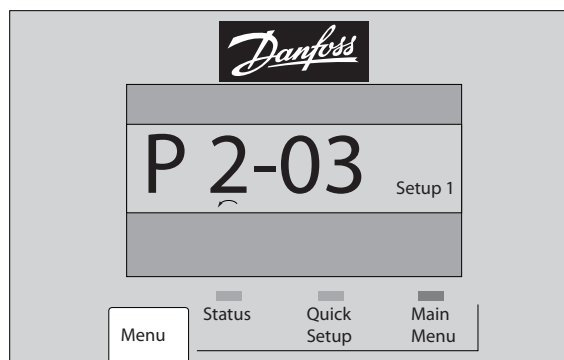 Danfoss
P 2-03
Setup 1
Menu
Status
Quick
Setup
Main
Menu